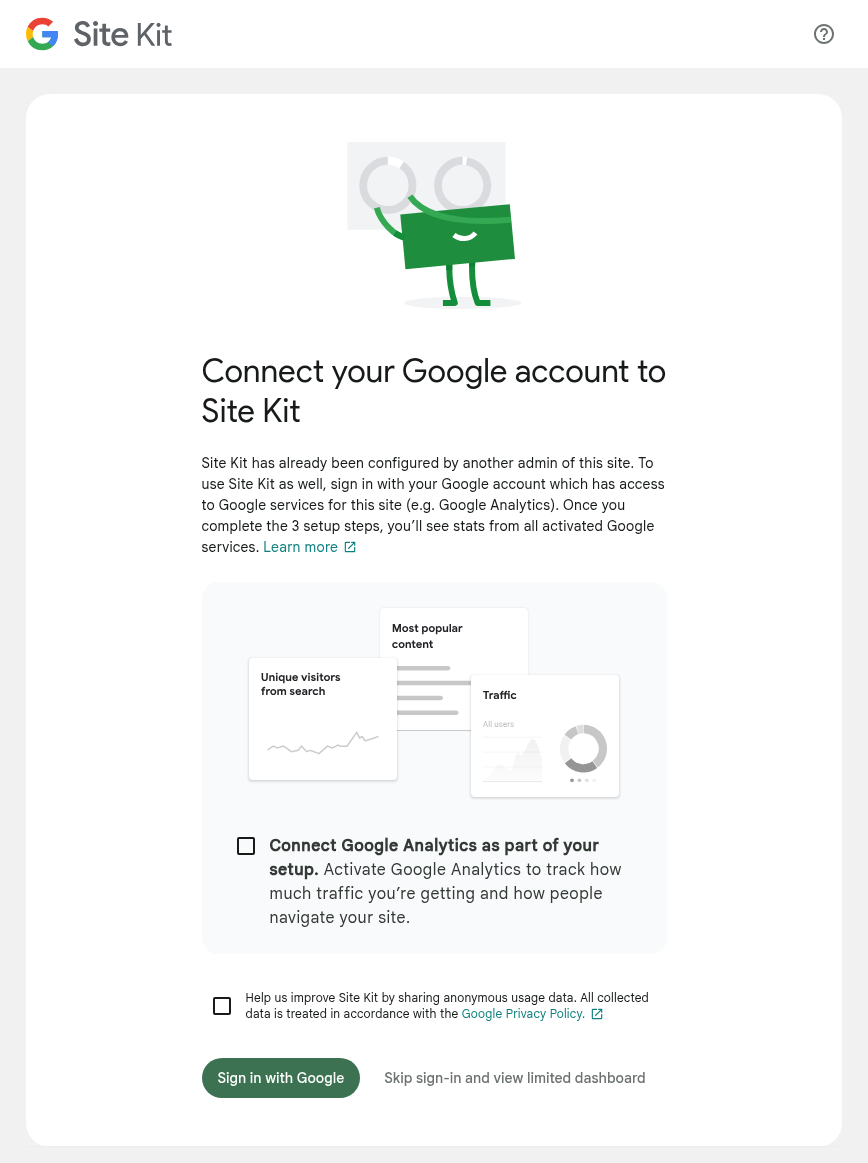 Site Kit
Connect your Google account to
Site Kit
Site Kit has already been configured by another admin of this site. To
use Site Kit as well, sign in with your Google account which has access
to Google services for this site (e.g. Google Analytics). Once you
complete the 3 setup steps, you’ll see stats from all activated Google
services. Learn more
Most popular
content
Unique visitors
from search
Traffic
All users
Connect Google Analytics as part of your
setup. Activate Google Analytics to track how
much traffic you’re getting and how people
navigate your site.
Help us improve Site Kit by sharing anonymous usage data. All collected
data is treated in accordance with the Google Privacy Policy.
Sign in with Google
Skip sign-in and view limited dashboard